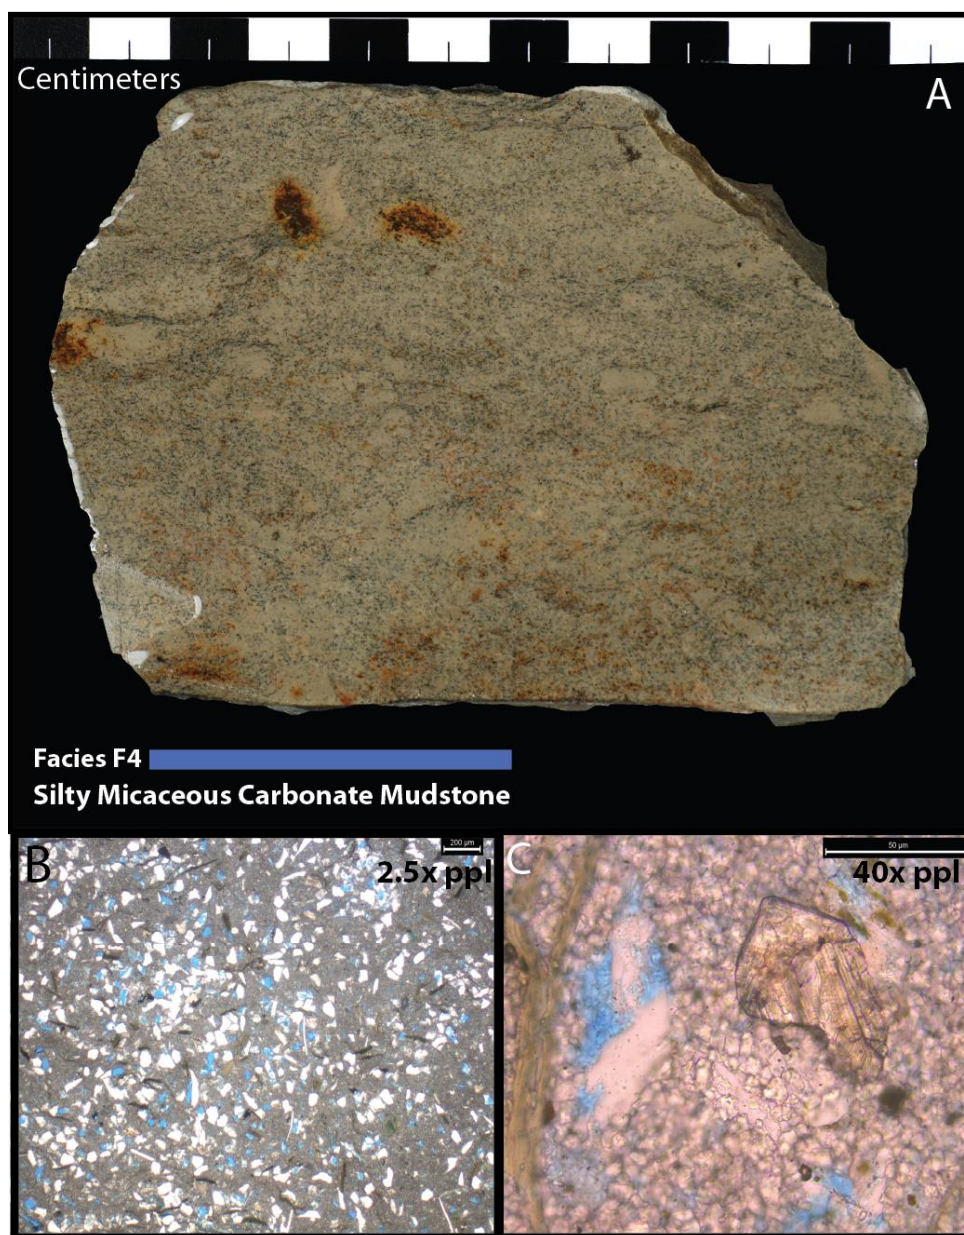 Centimeters
A
Facies F4
Silty Micaceous Carbonate Mudstone
B
200 µm
2.5x ppl
C
50 µm
40x ppl